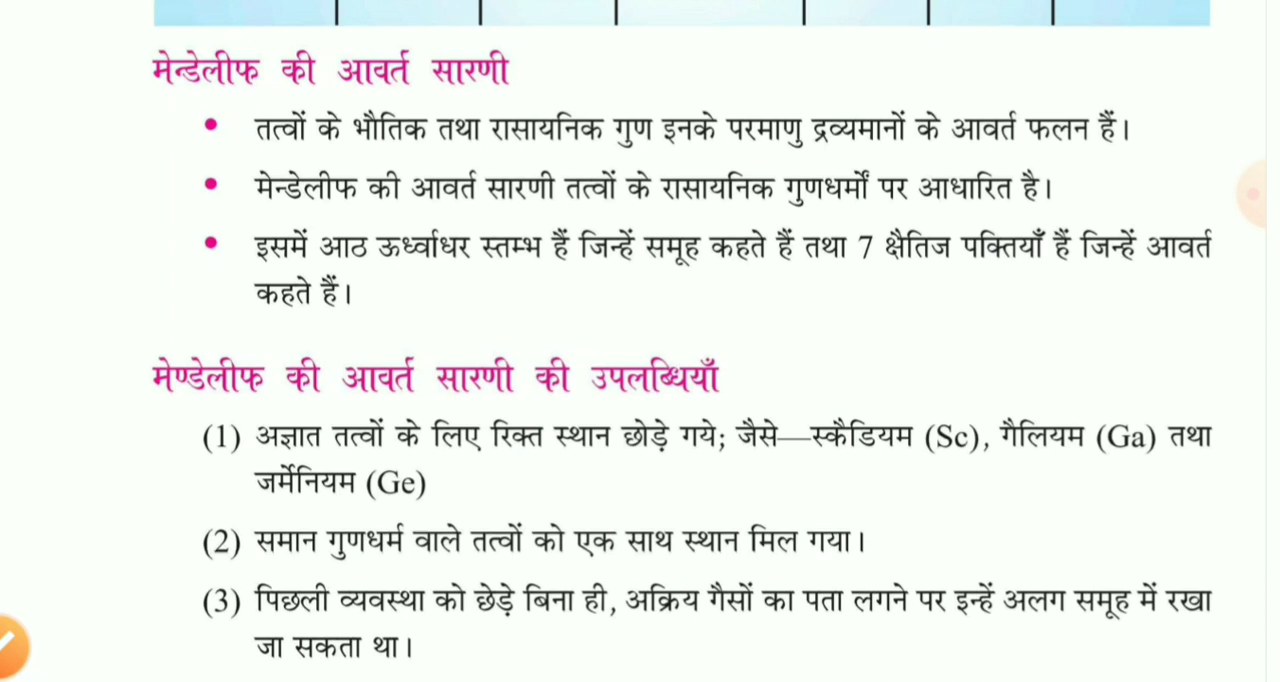 मेन्डेलीफ की आवर्त सारणी
• तत्वों के भौतिक तथा रासायनिक गुण इनके परमाणु द्रव्यमानों के आवर्त फलन हैं।
• मेन्डेलीफ की आवर्त सारणी तत्वों के रासायनिक गुणधर्मों पर आधारित है।
• इसमें आठ ऊर्ध्वाधर स्तम्भ हैं जिन्हें समूह कहते हैं तथा 7 क्षैतिज पक्तियाँ हैं जिन्हें आवर्त
कहते हैं।
मेण्डेलीफ की आवर्त सारणी की उपलब्धियाँ
(1) अज्ञात तत्वों के लिए रिक्त स्थान छोड़े गये; जैसे—स्कैडियम (Sc), गैलियम (Ga) तथा
जर्मेनियम (Ge)
(2) समान गुणधर्म वाले तत्वों को एक साथ स्थान मिल गया।
(3) पिछली व्यवस्था को छेड़े बिना ही, अक्रिय गैसों का पता लगने पर इन्हें अलग समूह में रखा
जा सकता था।